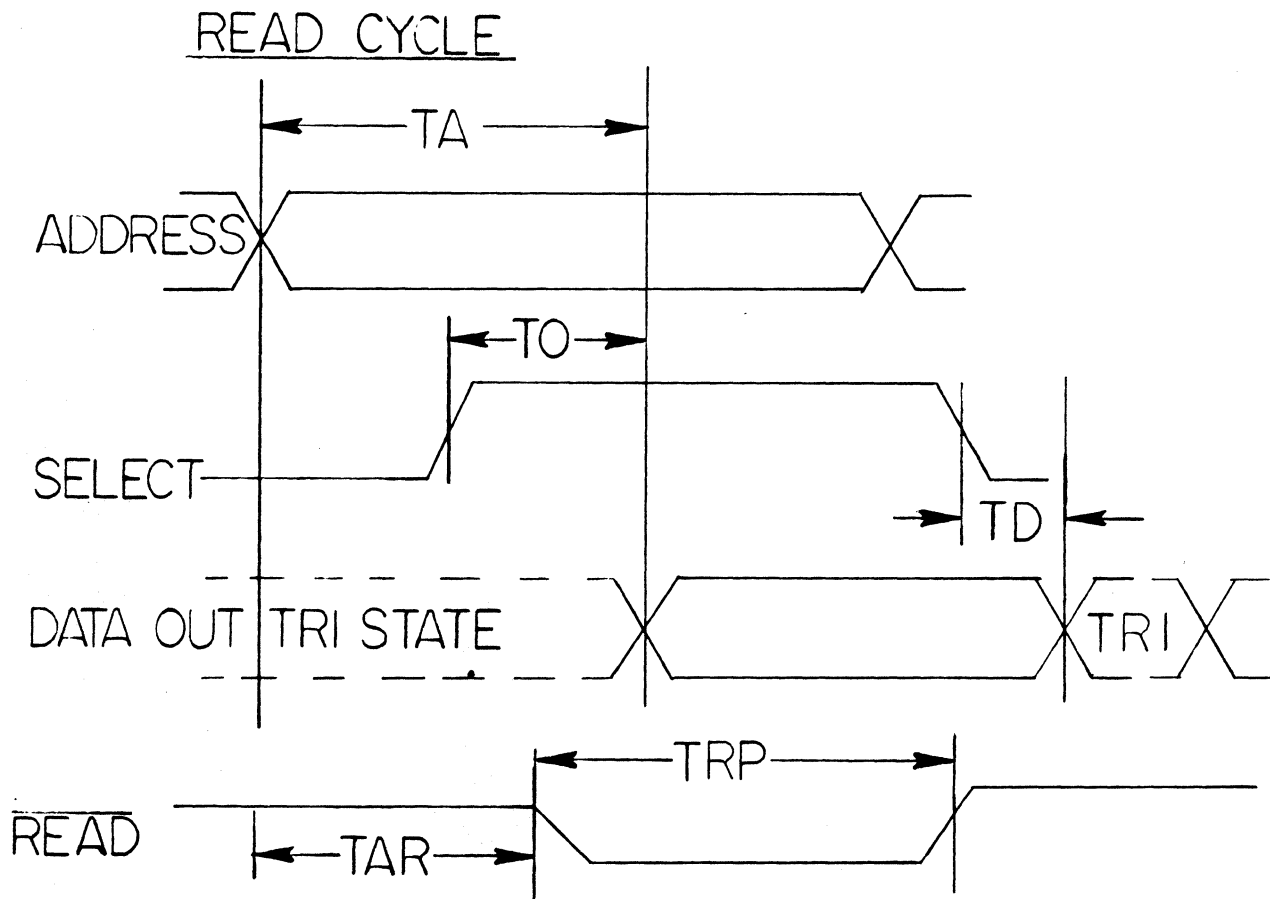 READ CYCLE
TA
ADDRESS
TO
SELECT
TD
DATA OUT TRI STATE
TRI
TRP
READ
TAR